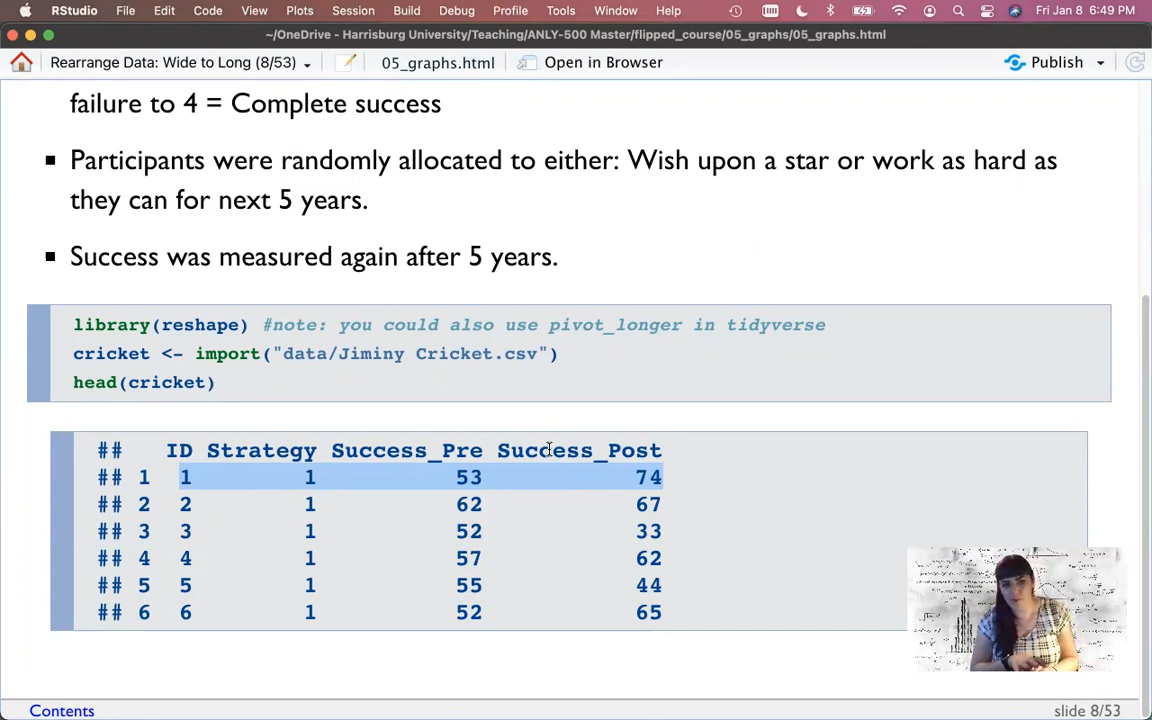 RStudio File Edit Code View Plots Session Build Debug Profile Tools Window Help Fri Jan 8 6:49 PM
~/OneDrive - Harrisburg University/Teaching/ANLY-500 Master/flipped_course/05_graphs/05_graphs.html
Rearrange Data: Wide to Long (8/53) 05_graphs.html Open in Browser Publish
failure to 4 = Complete success
▪ Participants were randomly allocated to either: Wish upon a star or work as hard as
they can for next 5 years.
▪ Success was measured again after 5 years.
library(reshape) #note: you could also use pivot_longer in tidyverse
cricket <- import("data/Jiminy Cricket.csv")
head(cricket)
## ID Strategy Success_Pre Success_Post
## 1 1 1 53 74
## 2 2 1 62 67
## 3 3 1 52 33
## 4 4 1 57 62
## 5 5 1 55 44
## 6 6 1 52 65
Contents slide 8/53